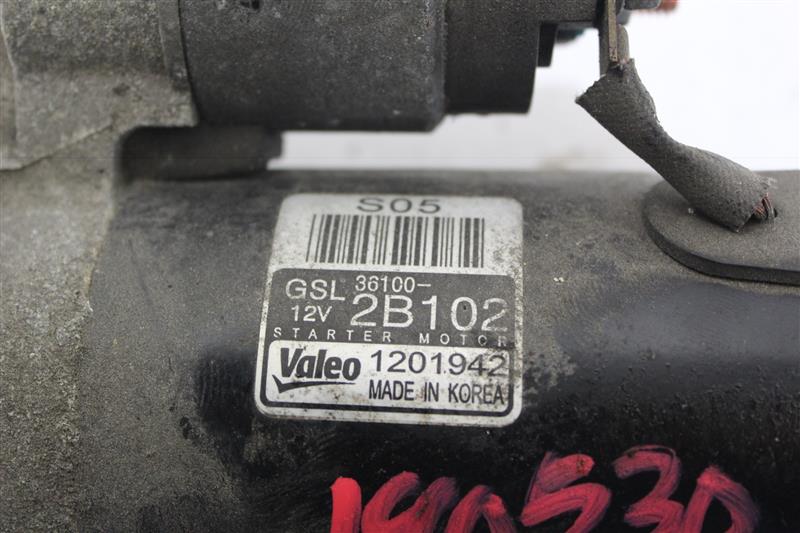 S05
GSL 36100-
12V 2B102
STARTER MOTOR
Valeo 1201942
MADE IN KOREA